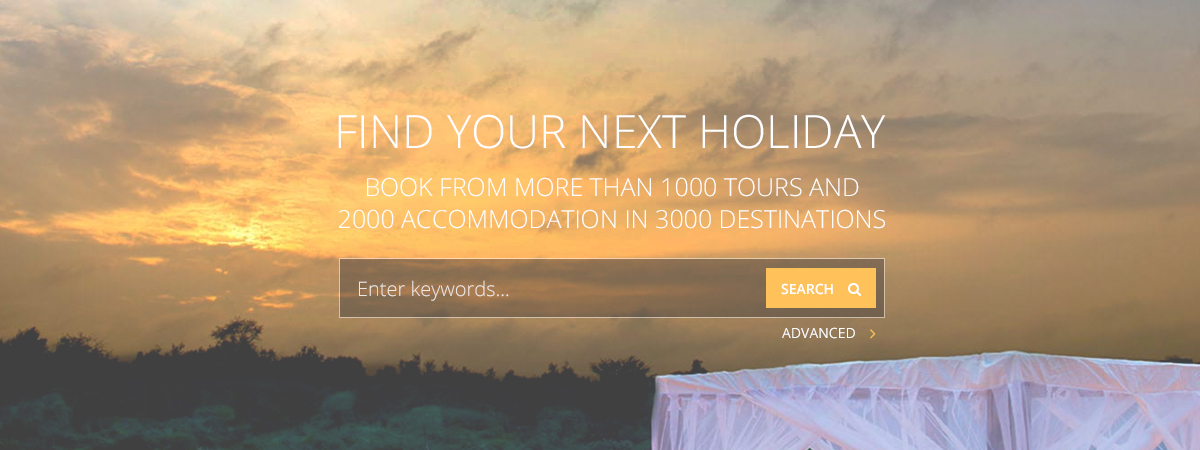 FIND YOUR NEXT HOLIDAY
BOOK FROM MORE THAN 1000 TOURS AND
2000 ACCOMMODATION IN 3000 DESTINATIONS
Enter keywords...
SEARCH
ADVANCED